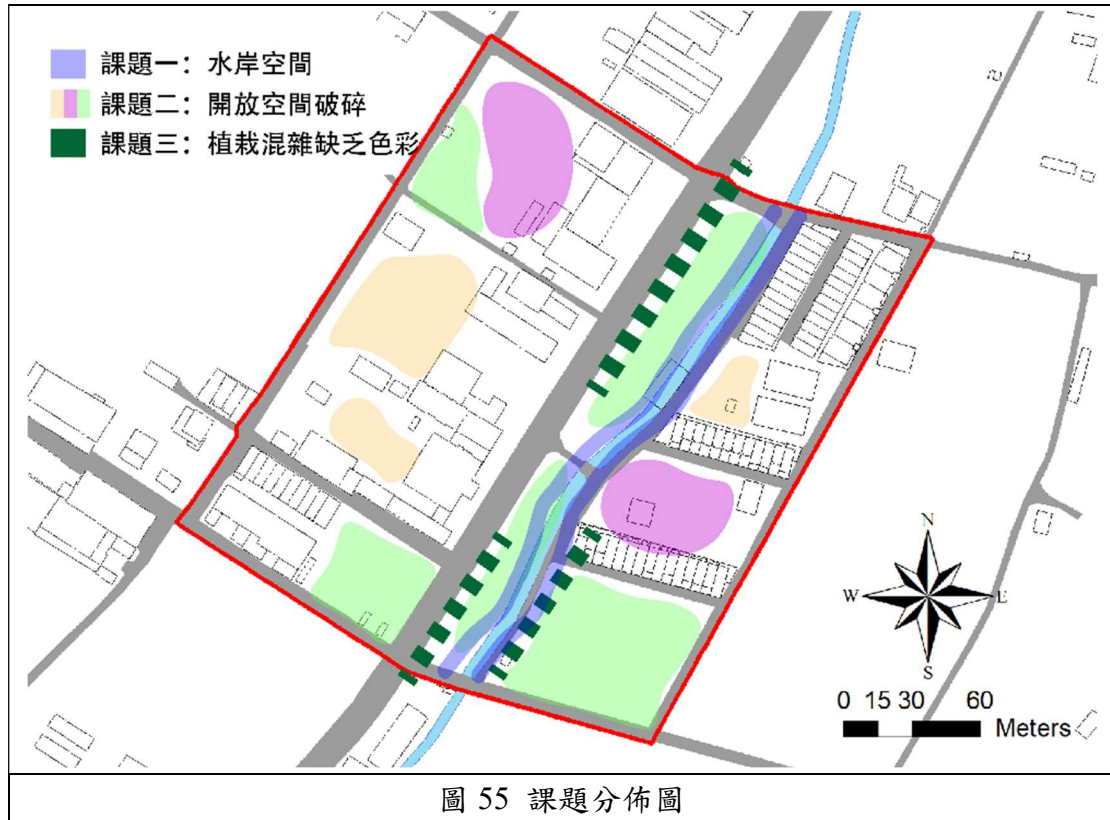 課題一：水岸空間
課題二：開放空間破碎
課題三：植栽混雜缺乏色彩
N
W
E
S
0 15 30 60
Meters
圖 55 課題分佈圖